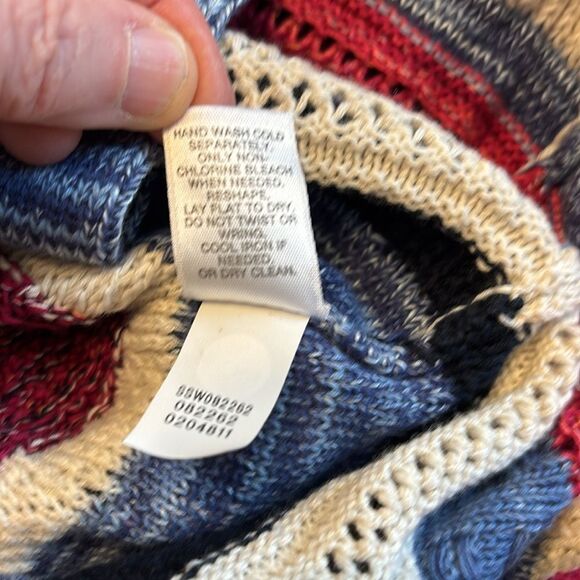 HAND WASH COLD
SEPARATELY.
ONLY NON-
CHLORINE BLEACH
WHEN NEEDED.
RESHAPE.
LAY FLAT TO DRY.
DO NOT TWIST OR
WRING.
COOL IRON IF
NEEDED.
OR DRY CLEAN.
SSW082262
082262
0204811